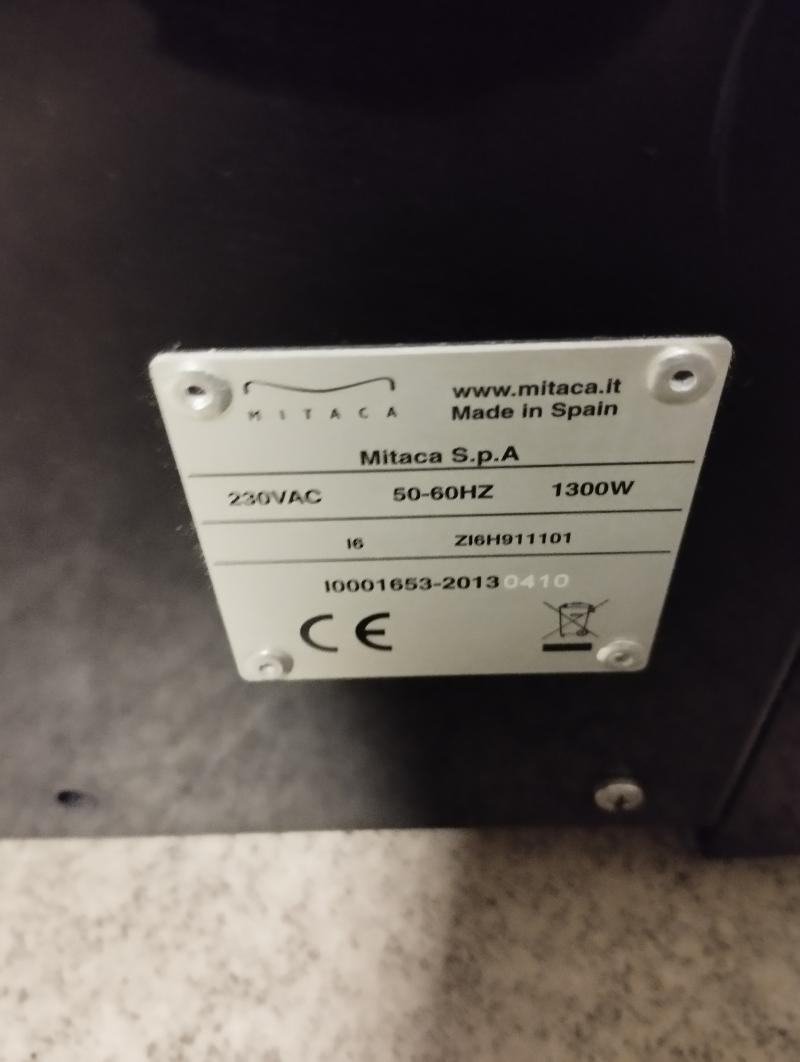 MITACA
www.mitaca.it
Made in Spain
Mitaca S.p.A
230VAC 50-60HZ 1300W
I6 ZI6H911101
I0001653-20130410
CE